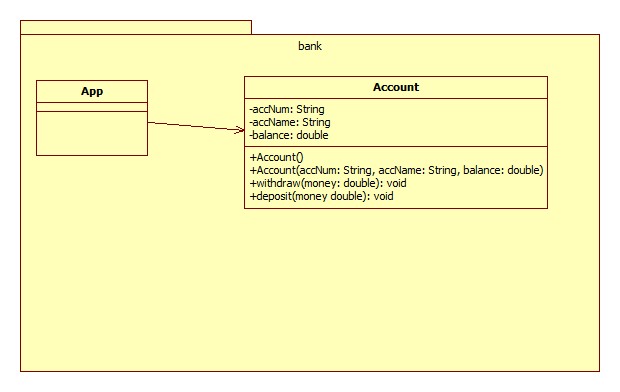 bank
App
Account
-accNum: String
-accName: String
-balance: double
+Account()
+Account(accNum: String, accName: String, balance: double)
+withdraw(money: double): void
+deposit(money double): void